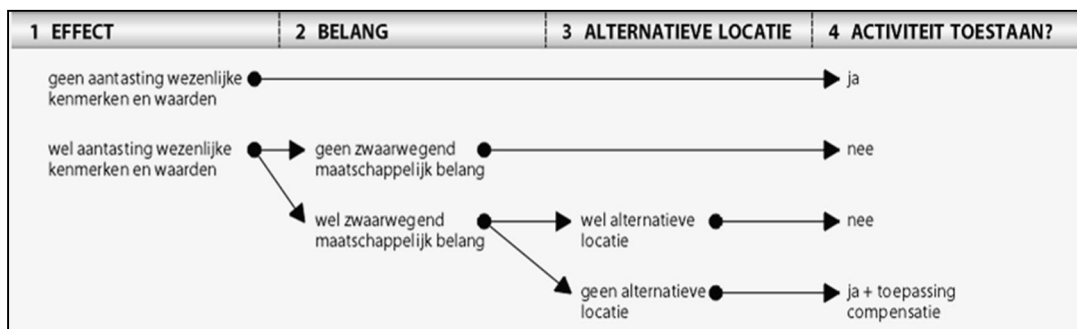 1 EFFECT 2 BELANG 3 ALTERNATIEVE LOCATIE 4 ACTIVITEIT TOESTAAN?
geen aantasting wezenlijke
kenmerken en waarden
ja
wel aantasting wezenlijke
kenmerken en waarden
geen zwaarwegend
maatschappelijk belang
nee
wel zwaarwegend
maatschappelijk belang
wel alternatieve
locatie
nee
geen alternatieve
locatie
ja + toepassing
compensatie